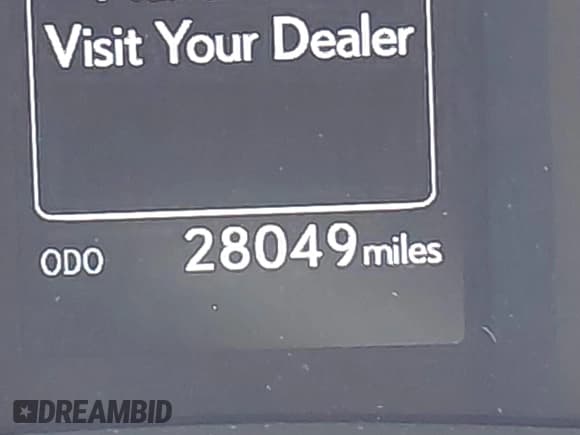 Visit Your Dealer
ODO 28049 miles
DREAMBID